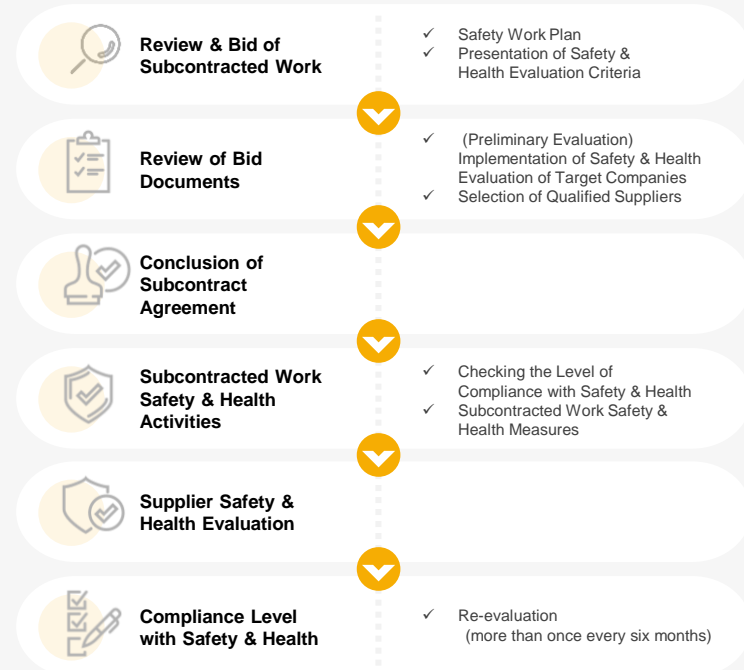 Review & Bid of
Subcontracted Work
✓ Safety Work Plan
✓ Presentation of Safety &
Health Evaluation Criteria
Review of Bid
Documents
✓ (Preliminary Evaluation)
Implementation of Safety & Health
Evaluation of Target Companies
✓ Selection of Qualified Suppliers
Conclusion of
Subcontract
Agreement
Subcontracted Work
Safety & Health
Activities
✓ Checking the Level of
Compliance with Safety & Health
✓ Subcontracted Work Safety &
Health Measures
Supplier Safety &
Health Evaluation
Compliance Level
with Safety & Health
✓ Re-evaluation
(more than once every six months)